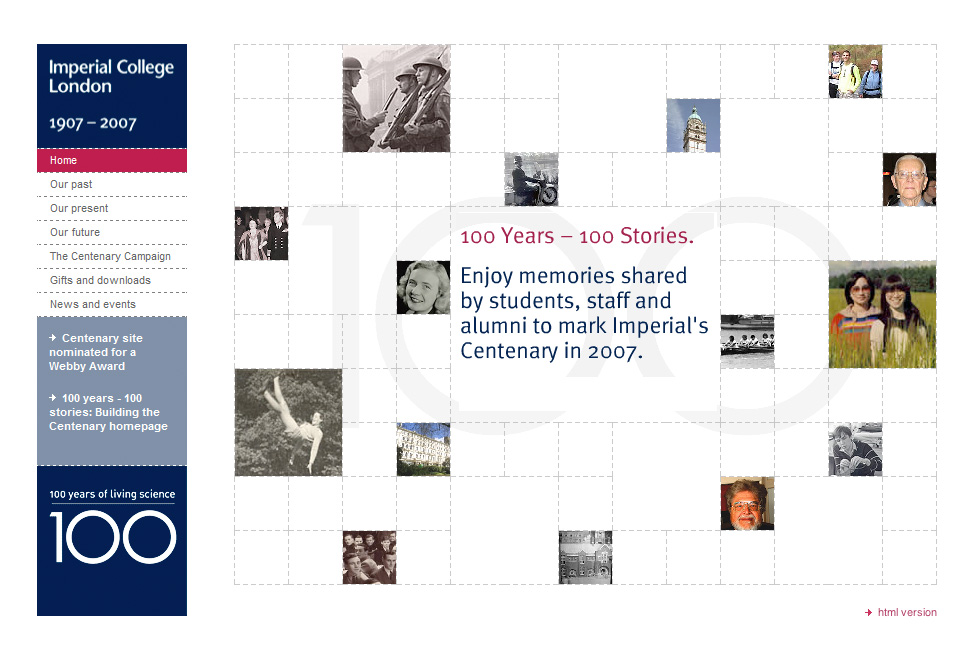 Imperial College
London
1907 – 2007
Home
Our past
Our present
Our future
The Centenary Campaign
Gifts and downloads
News and events
Centenary site
nominated for a
Webby Award
100 years - 100
stories: Building the
Centenary homepage
100 years of living science
100
100
100 Years – 100 Stories.
Enjoy memories shared
by students, staff and
alumni to mark Imperial's
Centenary in 2007.
html version